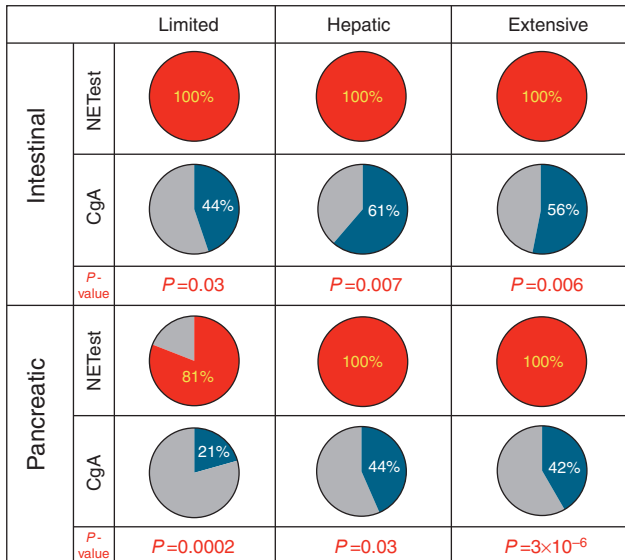 Limited Hepatic Extensive
Intestinal
NETest
100% 100% 100%
CgA
44% 61% 56%
P-
value
P=0.03 P=0.007 P=0.006
Pancreatic
NETest
81% 100% 100%
CgA
21% 44% 42%
P-
value
P=0.0002 P=0.03 P=3×10⁻⁶